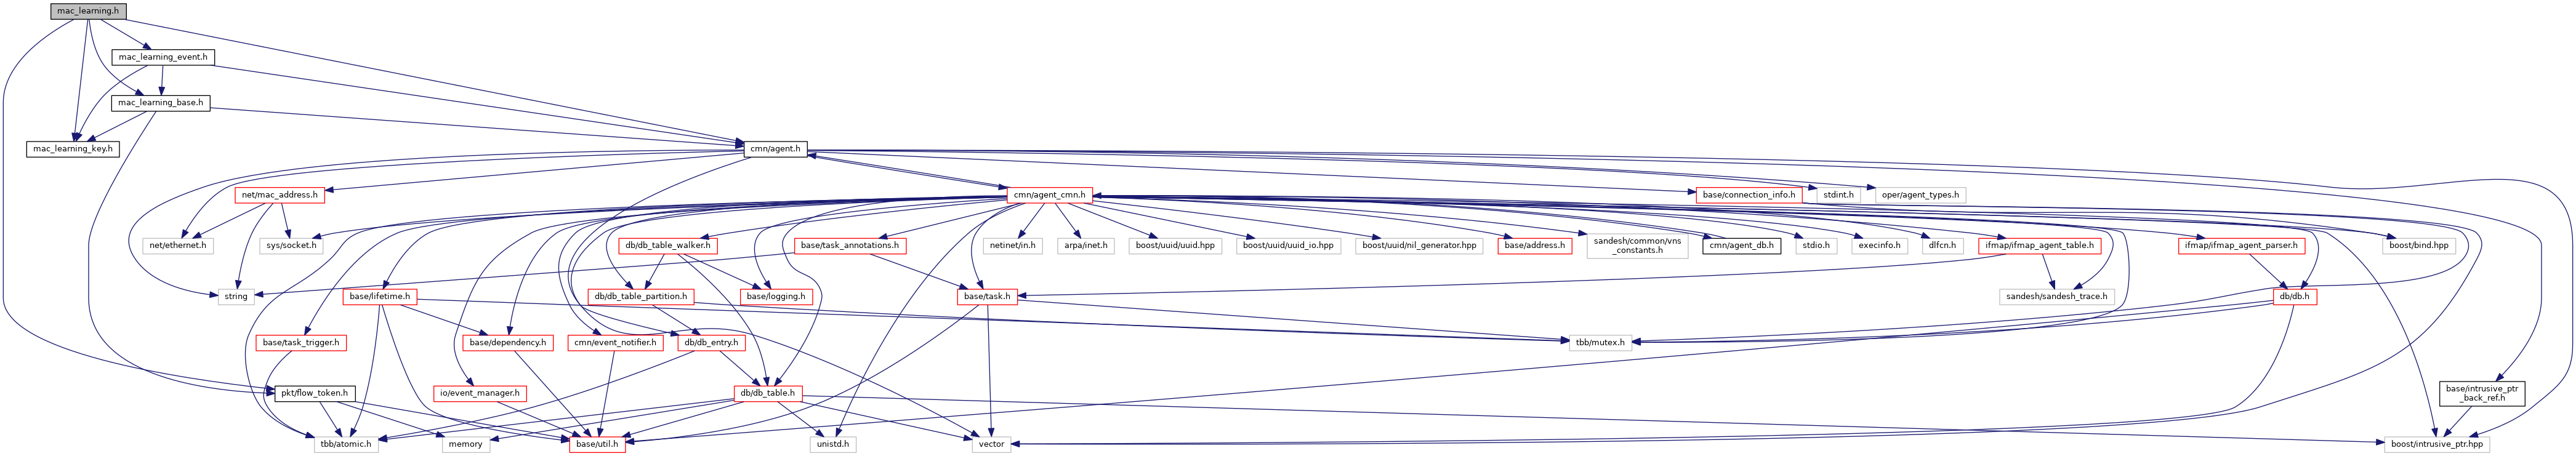 mac_learning.h
mac_learning_event.h
mac_learning_base.h
mac_learning_key.h
cmn/agent.h
net/mac_address.h
cmn/agent_cmn.h
base/connection_info.h
stdint.h
oper/agent_types.h
net/ethernet.h
sys/socket.h
db/db_table_walker.h
base/task_annotations.h
netinet/in.h
arpa/inet.h
boost/uuid/uuid.hpp
boost/uuid/uuid_io.hpp
boost/uuid/nil_generator.hpp
base/address.h
sandesh/common/vns
_constants.h
cmn/agent_db.h
stdio.h
execinfo.h
dlfcn.h
ifmap/ifmap_agent_table.h
ifmap/ifmap_agent_parser.h
boost/bind.hpp
string
base/lifetime.h
db/db_table_partition.h
base/logging.h
base/task.h
sandesh/sandesh_trace.h
db/db.h
base/task_trigger.h
base/dependency.h
cmn/event_notifier.h
db/db_entry.h
tbb/mutex.h
pkt/flow_token.h
io/event_manager.h
db/db_table.h
base/intrusive_ptr
_back_ref.h
tbb/atomic.h
memory
base/util.h
unistd.h
vector
boost/intrusive_ptr.hpp